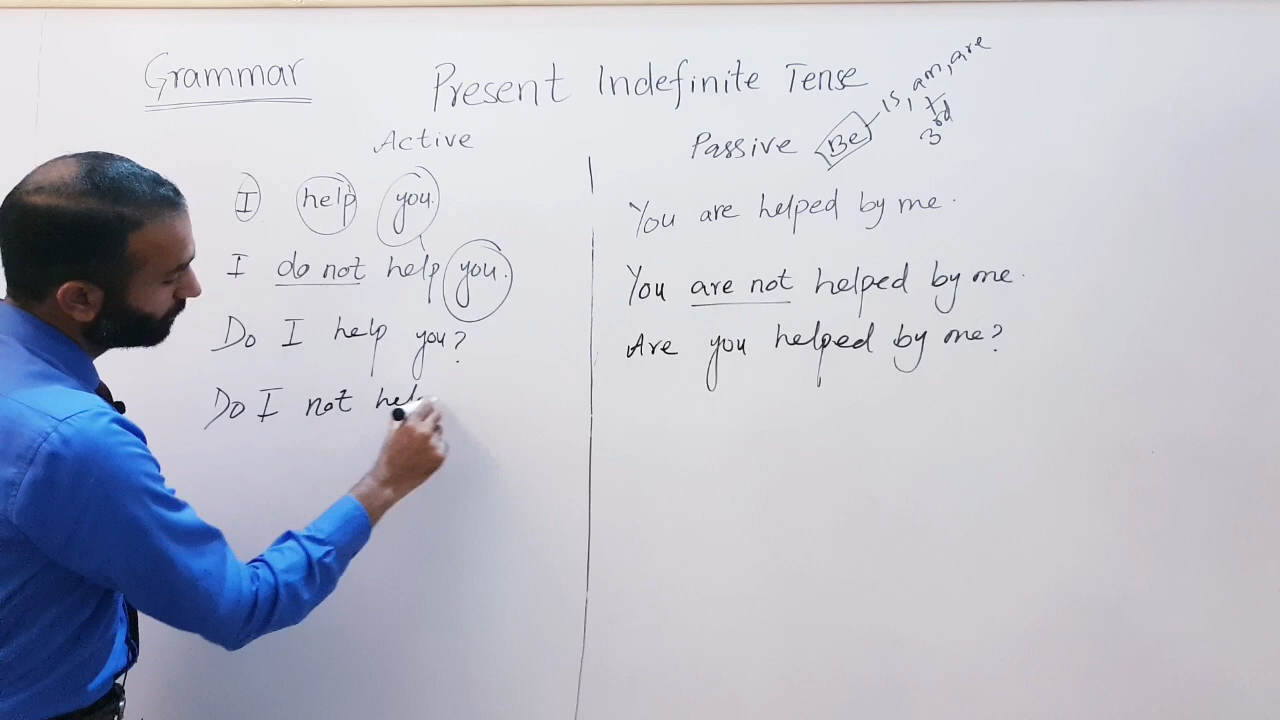 Grammar
Present Indefinite Tense
Active
Passive Be is, am, are
+
3rd
I help you.
You are helped by me.
I do not help you.
You are not helped by me.
Do I help you?
Are you helped by me?
Do I not hel